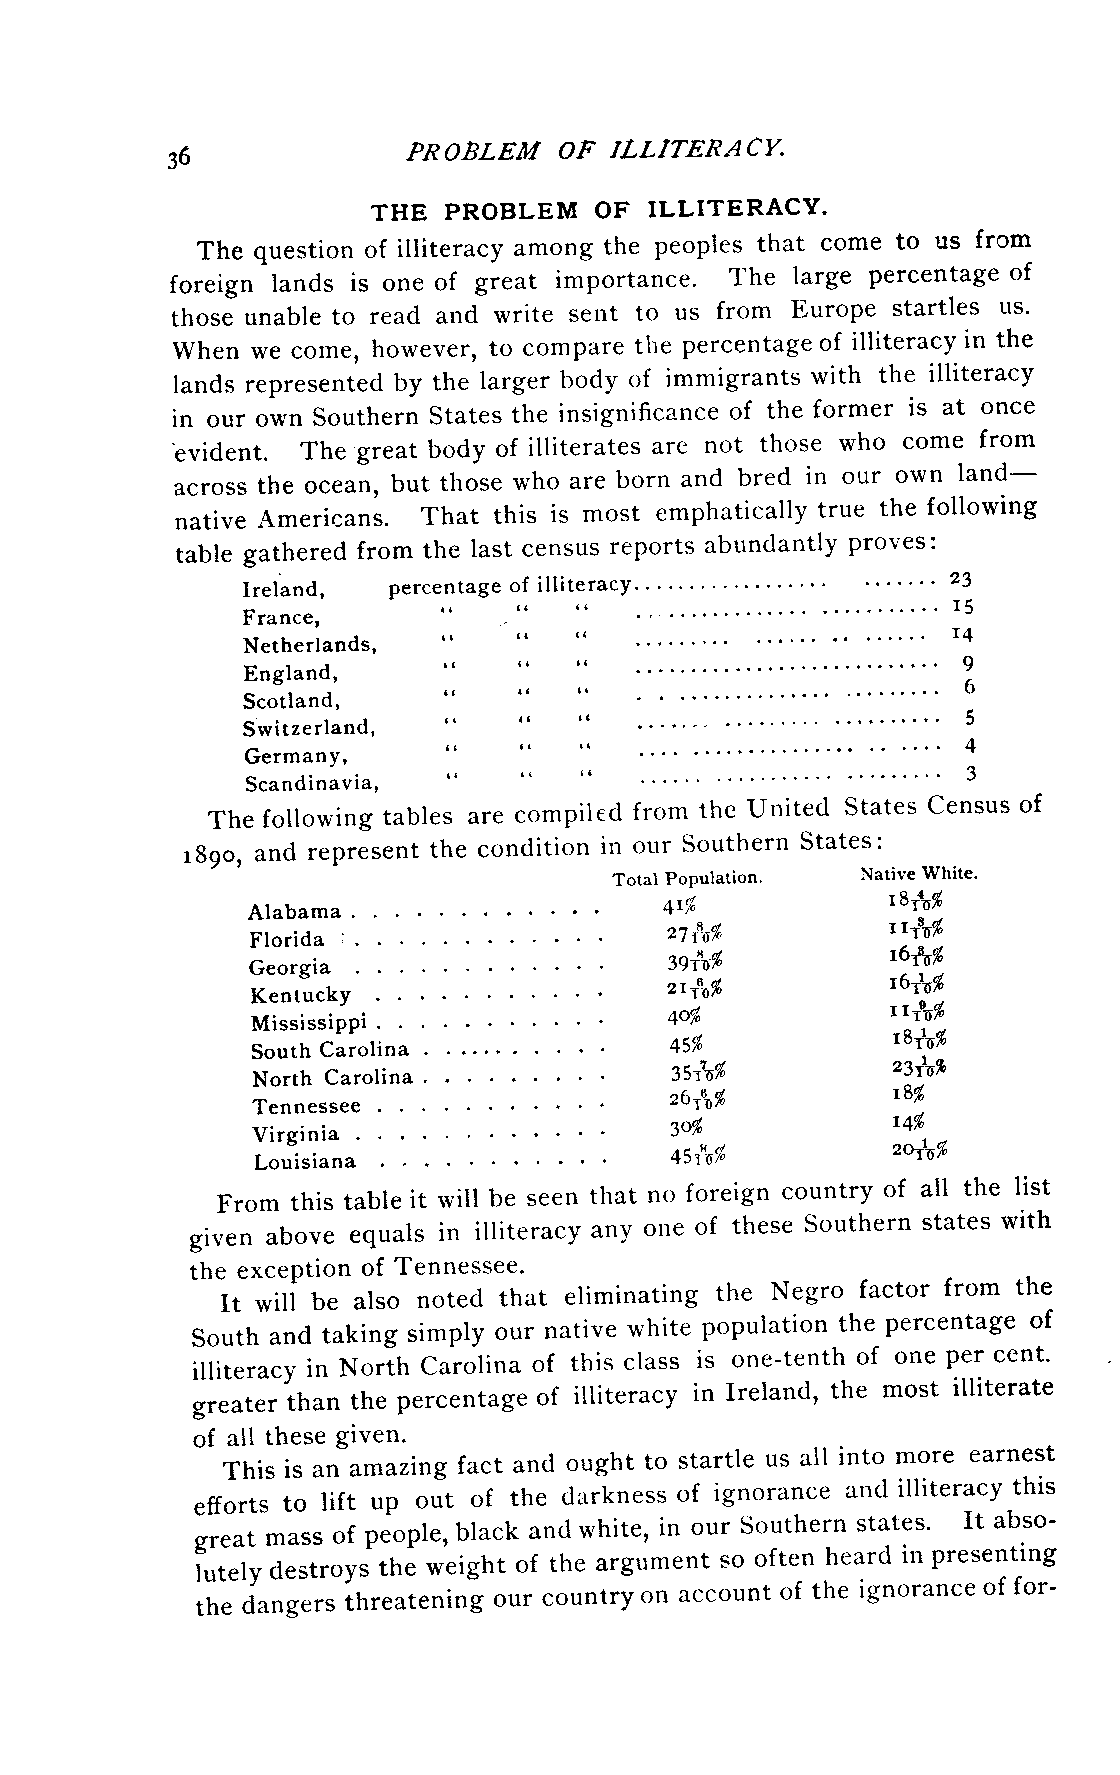 36 PROBLEM OF ILLITERACY.
THE PROBLEM OF ILLITERACY.
The question of illiteracy among the peoples that come to us from
foreign lands is one of great importance. The large percentage of
those unable to read and write sent to us from Europe startles us.
When we come, however, to compare the percentage of illiteracy in the
lands represented by the larger body of immigrants with the illiteracy
in our own Southern States the insignificance of the former is at once
evident. The great body of illiterates are not those who come from
across the ocean, but those who are born and bred in our own land—
native Americans. That this is most emphatically true the following
table gathered from the last census reports abundantly proves:
Ireland, percentage of illiteracy........................ 23
France, " " " ........................ 15
Netherlands, " " " ........................ 14
England, " " " ........................ 9
Scotland, " " " ........................ 6
Switzerland, " " " ........................ 5
Germany, " " " ........................ 4
Scandinavia, " " " ........................ 3
The following tables are compiled from the United States Census of
1890, and represent the condition in our Southern States:
Total Population. Native White.
Alabama . . . . . . . . . . . . 41% 18 4/10%
Florida . . . . . . . . . . . . 27 8/10% 11 3/10%
Georgia . . . . . . . . . . . . 39 8/10% 16 3/10%
Kentucky . . . . . . . . . . . 21 6/10% 16 1/10%
Mississippi . . . . . . . . . . . 40% 11 9/10%
South Carolina . . . . . . . . . . 45% 18 1/10%
North Carolina . . . . . . . . . 35 7/10% 23 1/10%
Tennessee . . . . . . . . . . . 26 6/10% 18%
Virginia . . . . . . . . . . . . 30% 14%
Louisiana . . . . . . . . . . . 45 8/10% 20 1/10%
From this table it will be seen that no foreign country of all the list
given above equals in illiteracy any one of these Southern states with
the exception of Tennessee.
It will be also noted that eliminating the Negro factor from the
South and taking simply our native white population the percentage of
illiteracy in North Carolina of this class is one-tenth of one per cent.
greater than the percentage of illiteracy in Ireland, the most illiterate
of all these given.
This is an amazing fact and ought to startle us all into more earnest
efforts to lift up out of the darkness of ignorance and illiteracy this
great mass of people, black and white, in our Southern states. It abso-
lutely destroys the weight of the argument so often heard in presenting
the dangers threatening our country on account of the ignorance of for-